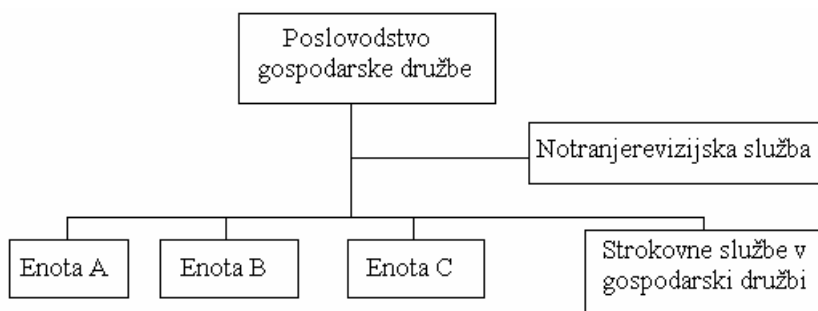 Poslovodstvo
gospodarske družbe
Notranjerevizijska služba
Enota A
Enota B
Enota C
Strokovne službe v
gospodarski družbi